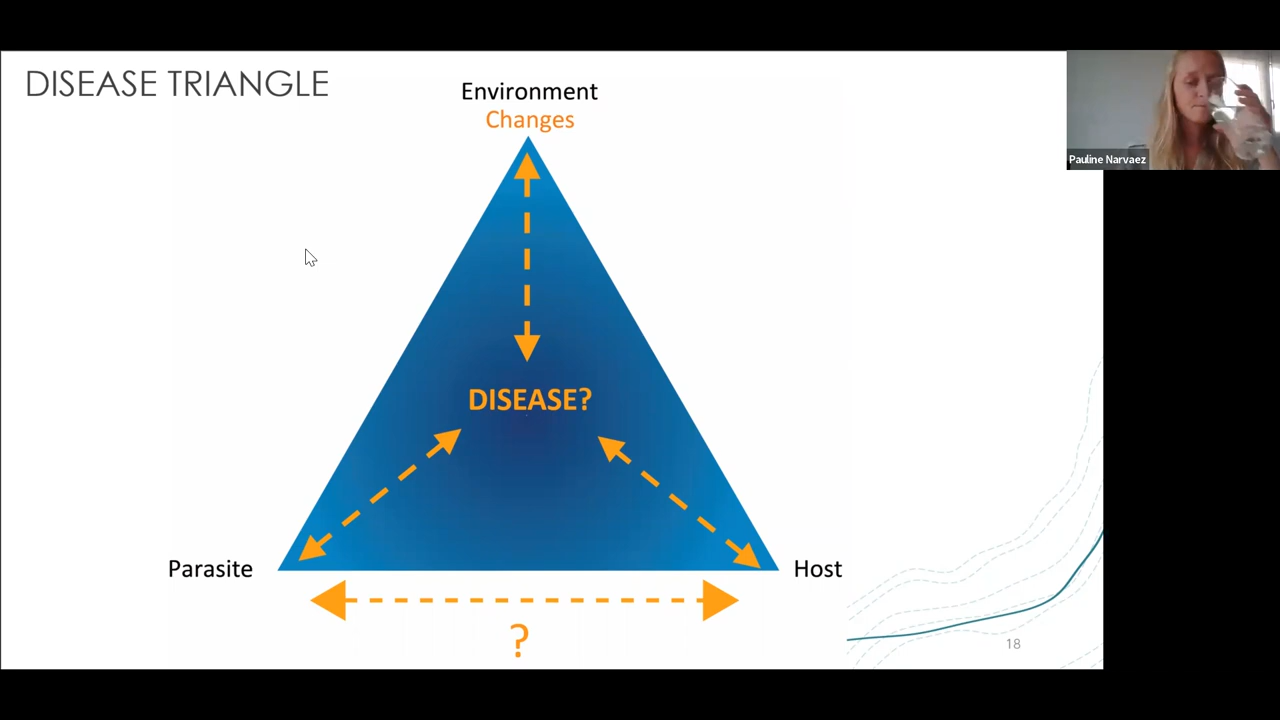 DISEASE TRIANGLE
Environment
Changes
Pauline Narvaez
DISEASE?
Parasite
Host
?
18